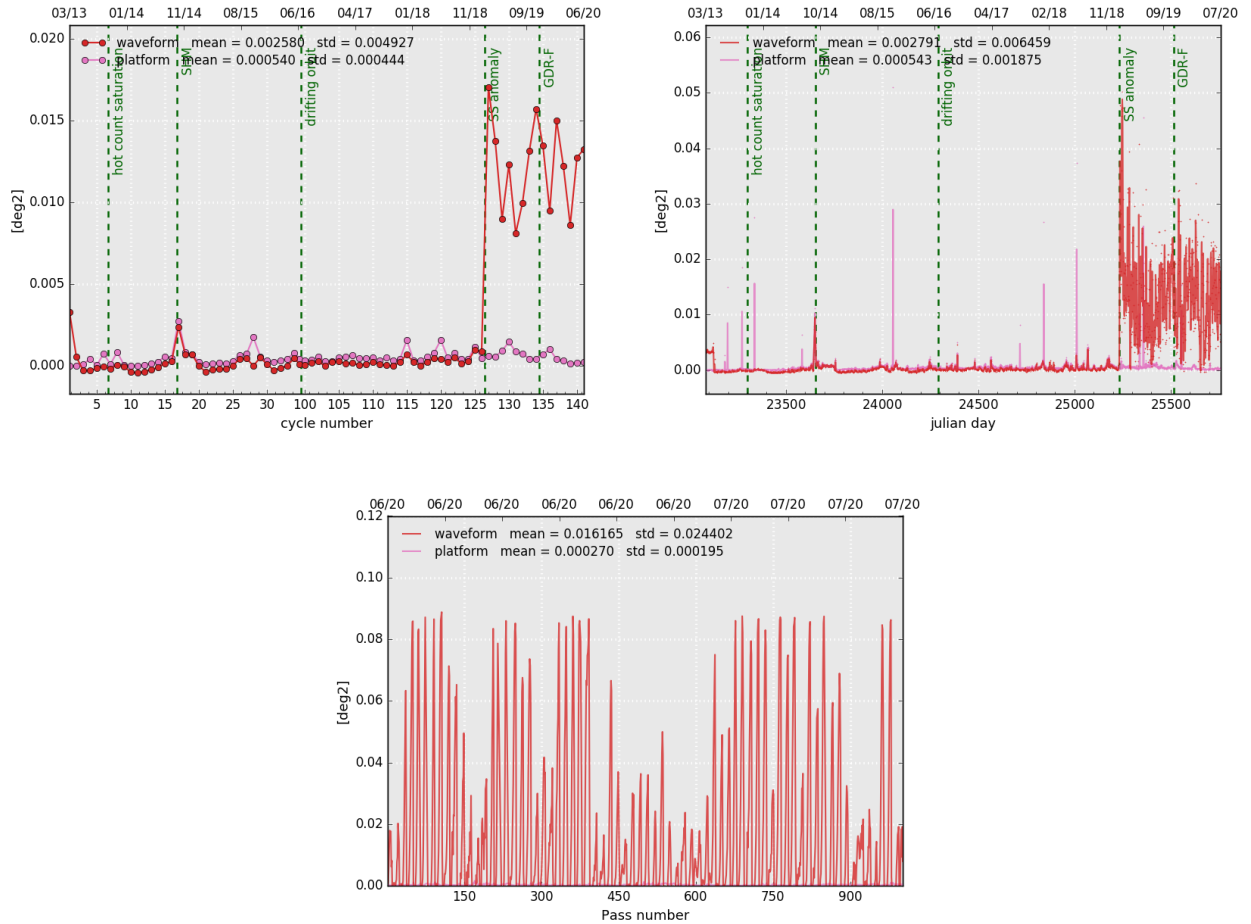 03/13 01/14 11/14 08/15 06/16 04/17 01/18 11/18 09/19 06/20
0.020
0.015
0.010
0.005
0.000
[deg2]
waveform mean = 0.002580 std = 0.004927
platform mean = 0.000540 std = 0.000444
hot count saturation
SHM
drifting orbit
SS anomaly
GDR-F
5 10 15 20 25 30 100 105 110 115 120 125 130 135 140
cycle number
03/13 01/14 10/14 08/15 06/16 04/17 02/18 11/18 09/19 07/20
0.06
0.05
0.04
0.03
0.02
0.01
0.00
[deg2]
waveform mean = 0.002791 std = 0.006459
platform mean = 0.000543 std = 0.001875
hot count saturation
SHM
drifting orbit
SS anomaly
GDR-F
23500 24000 24500 25000 25500
julian day
06/20 06/20 06/20 06/20 06/20 06/20 07/20 07/20 07/20 07/20
0.12
0.10
0.08
0.06
0.04
0.02
0.00
[deg2]
waveform mean = 0.016165 std = 0.024402
platform mean = 0.000270 std = 0.000195
150 300 450 600 750 900
Pass number